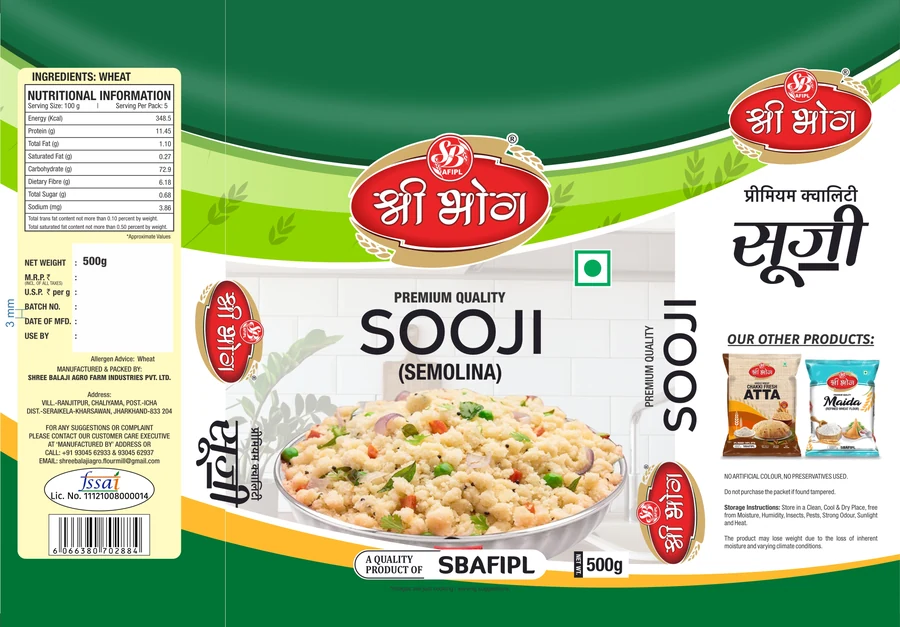 INGREDIENTS: WHEAT
NUTRITIONAL INFORMATION
Serving Size: 100 g | Serving Per Pack: 5
Energy (Kcal) 348.5
Protein (g) 11.45
Total Fat (g) 1.10
Saturated Fat (g) 0.27
Carbohydrate (g) 72.9
Dietary Fibre (g) 6.18
Total Sugar (g) 0.68
Sodium (mg) 3.86
Total trans fat content not more than 0.10 percent by weight.
Total saturated fat content not more than 0.50 percent by weight.
*Approximate Values
NET WEIGHT : 500g
M.R.P. ₹ :
(INCL. OF ALL TAXES)
U.S.P. ₹ per g :
BATCH NO. :
DATE OF MFD. :
USE BY :
3 mm
Allergen Advice: Wheat
MANUFACTURED & PACKED BY:
SHREE BALAJI AGRO FARM INDUSTRIES PVT. LTD.
Address:
VILL.-RANJITPUR, CHALIYAMA, POST.-ICHA
DIST.-SERAIKELA-KHARSAWAN, JHARKHAND-833 204
FOR ANY SUGGESTIONS OR COMPLAINT
PLEASE CONTACT OUR CUSTOMER CARE EXECUTIVE
AT 'MANUFACTURED BY' ADDRESS OR
CALL: +91 93045 62933 & 93045 62937
EMAIL: shreebalajiagro.flourmill@gmail.com
fssai
Lic. No. 11121008000014
6 066380 702884
श्री भोग
सूजी
प्रीमियम क्वालिटी
SB
AFIPL
®
श्री भोग
PREMIUM QUALITY
SOOJI
(SEMOLINA)
A QUALITY
PRODUCT OF
SBAFIPL
NET WT.
500g
PREMIUM QUALITY
SOOJI
श्री भोग
SB
AFIPL
®
श्री भोग
प्रीमियम क्वालिटी
सूजी
OUR OTHER PRODUCTS:
श्री भोग
CHAKKI FRESH
ATTA
श्री भोग
Maida
(REFINED WHEAT FLOUR)
SBAFIPL
NO ARTIFICIAL COLOUR, NO PRESERVATIVES USED.
Do not purchase the packet if found tampered.
Storage Instructions: Store in a Clean, Cool & Dry Place, free
from Moisture, Humidity, Insects, Pests, Strong Odour, Sunlight
and Heat.
The product may lose weight due to the loss of inherent
moisture and varying climate conditions.